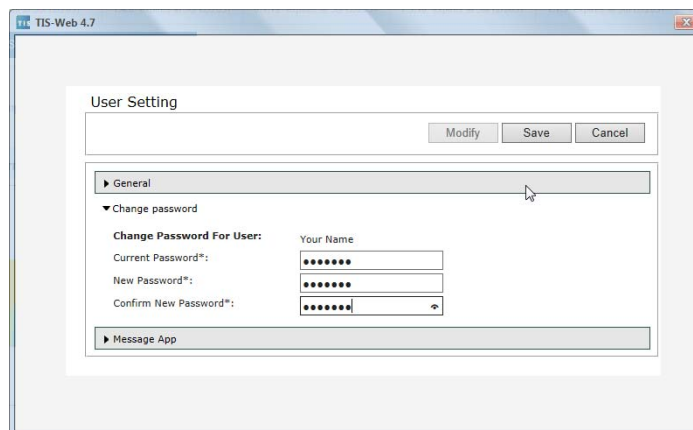 TIS-Web 4.7
User Setting
Modify Save Cancel
General
Change password
Change Password For User: Your Name
Current Password*: ●●●●●●●
New Password*: ●●●●●●●
Confirm New Password*: ●●●●●●●
Message App